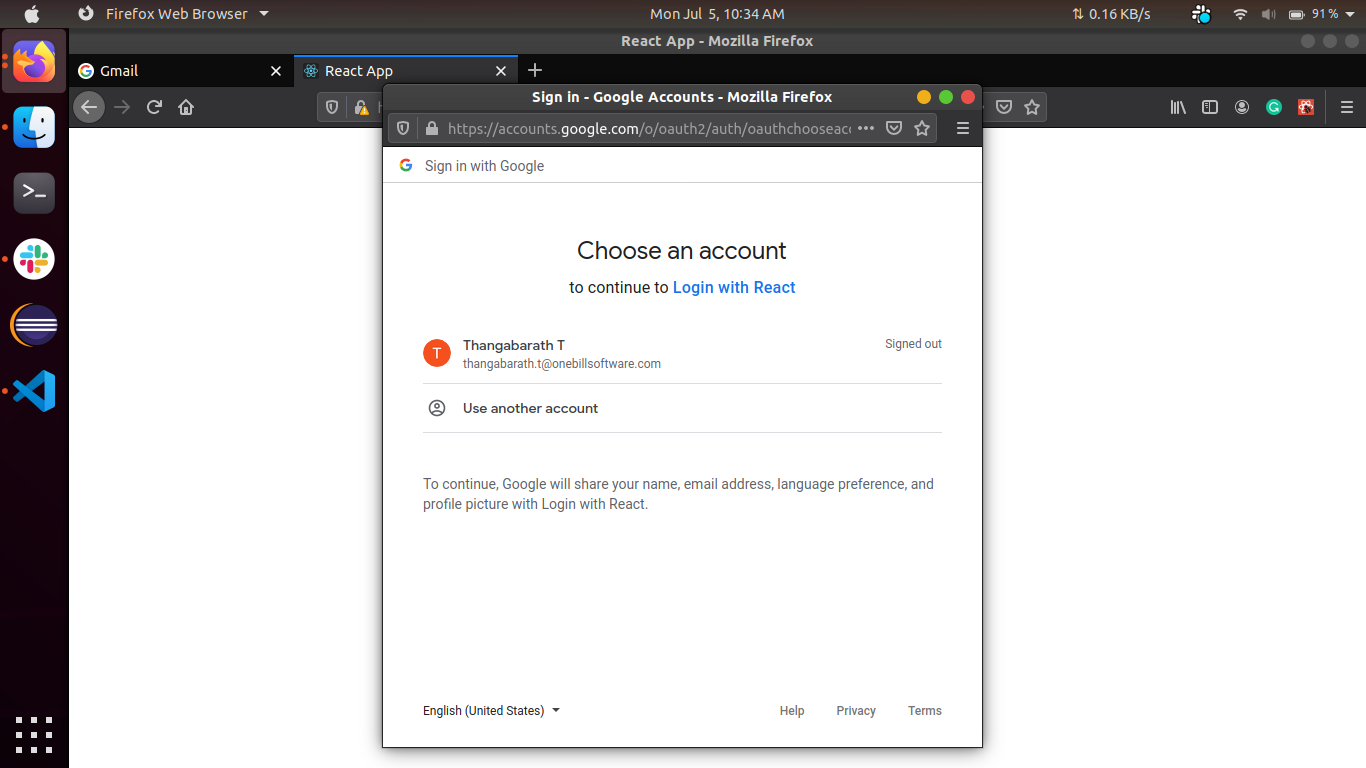 Firefox Web Browser
Mon Jul 5, 10:34 AM
0.16 KB/s
91 %
React App - Mozilla Firefox
Gmail
React App
Sign in - Google Accounts - Mozilla Firefox
https://accounts.google.com/o/oauth2/auth/oauthchooseac
Sign in with Google
Choose an account
to continue to Login with React
T
Thangabarath T
Signed out
thangabarath.t@onebillsoftware.com
Use another account
To continue, Google will share your name, email address, language preference, and
profile picture with Login with React.
English (United States)
Help
Privacy
Terms